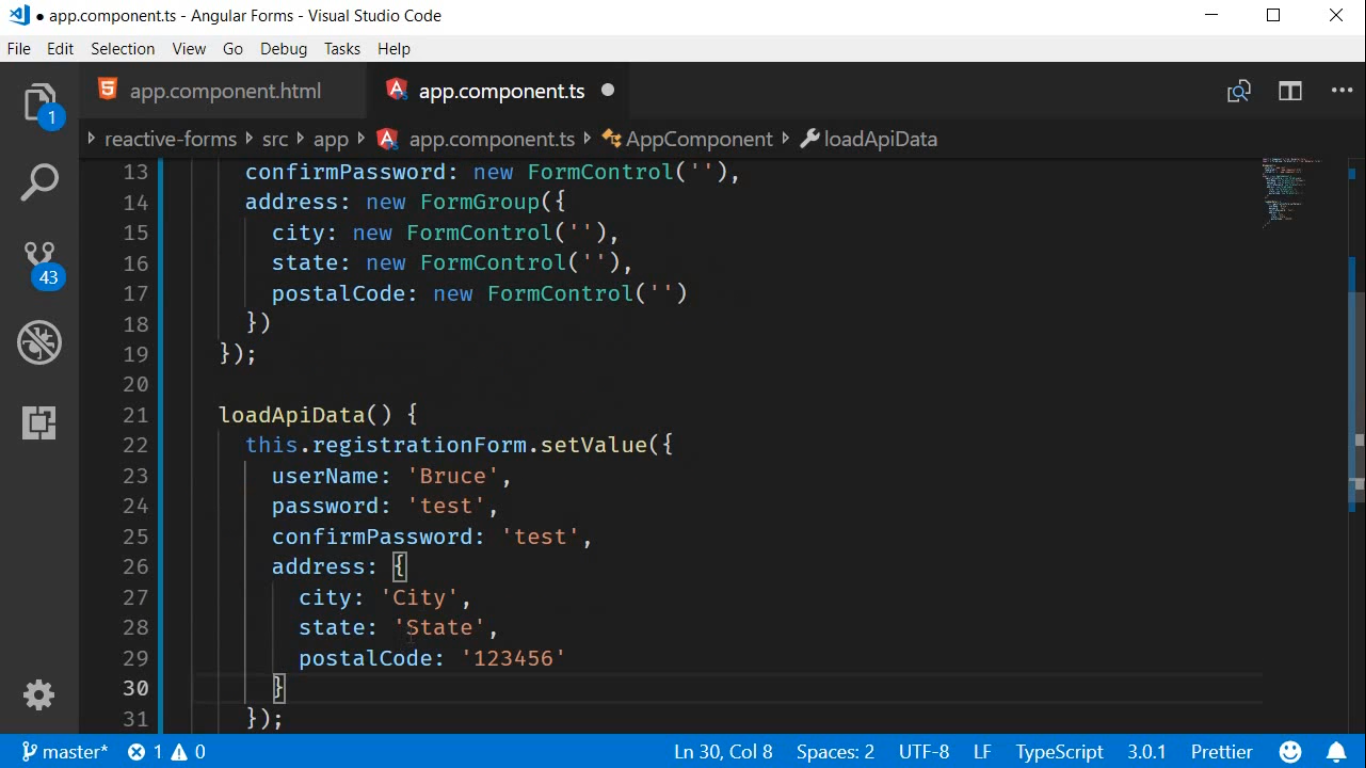 ● app.component.ts - Angular Forms - Visual Studio Code
File Edit Selection View Go Debug Tasks Help
app.component.html app.component.ts ●
reactive-forms src app app.component.ts AppComponent loadApiData
1
43
13 confirmPassword: new FormControl(''),
14 address: new FormGroup({
15 city: new FormControl(''),
16 state: new FormControl(''),
17 postalCode: new FormControl('')
18 })
19 });
20
21 loadApiData() {
22 this.registrationForm.setValue({
23 userName: 'Bruce',
24 password: 'test',
25 confirmPassword: 'test',
26 address: {
27 city: 'City',
28 state: 'State',
29 postalCode: '123456'
30 }
31 });
master* 1 0 Ln 30, Col 8 Spaces: 2 UTF-8 LF TypeScript 3.0.1 Prettier